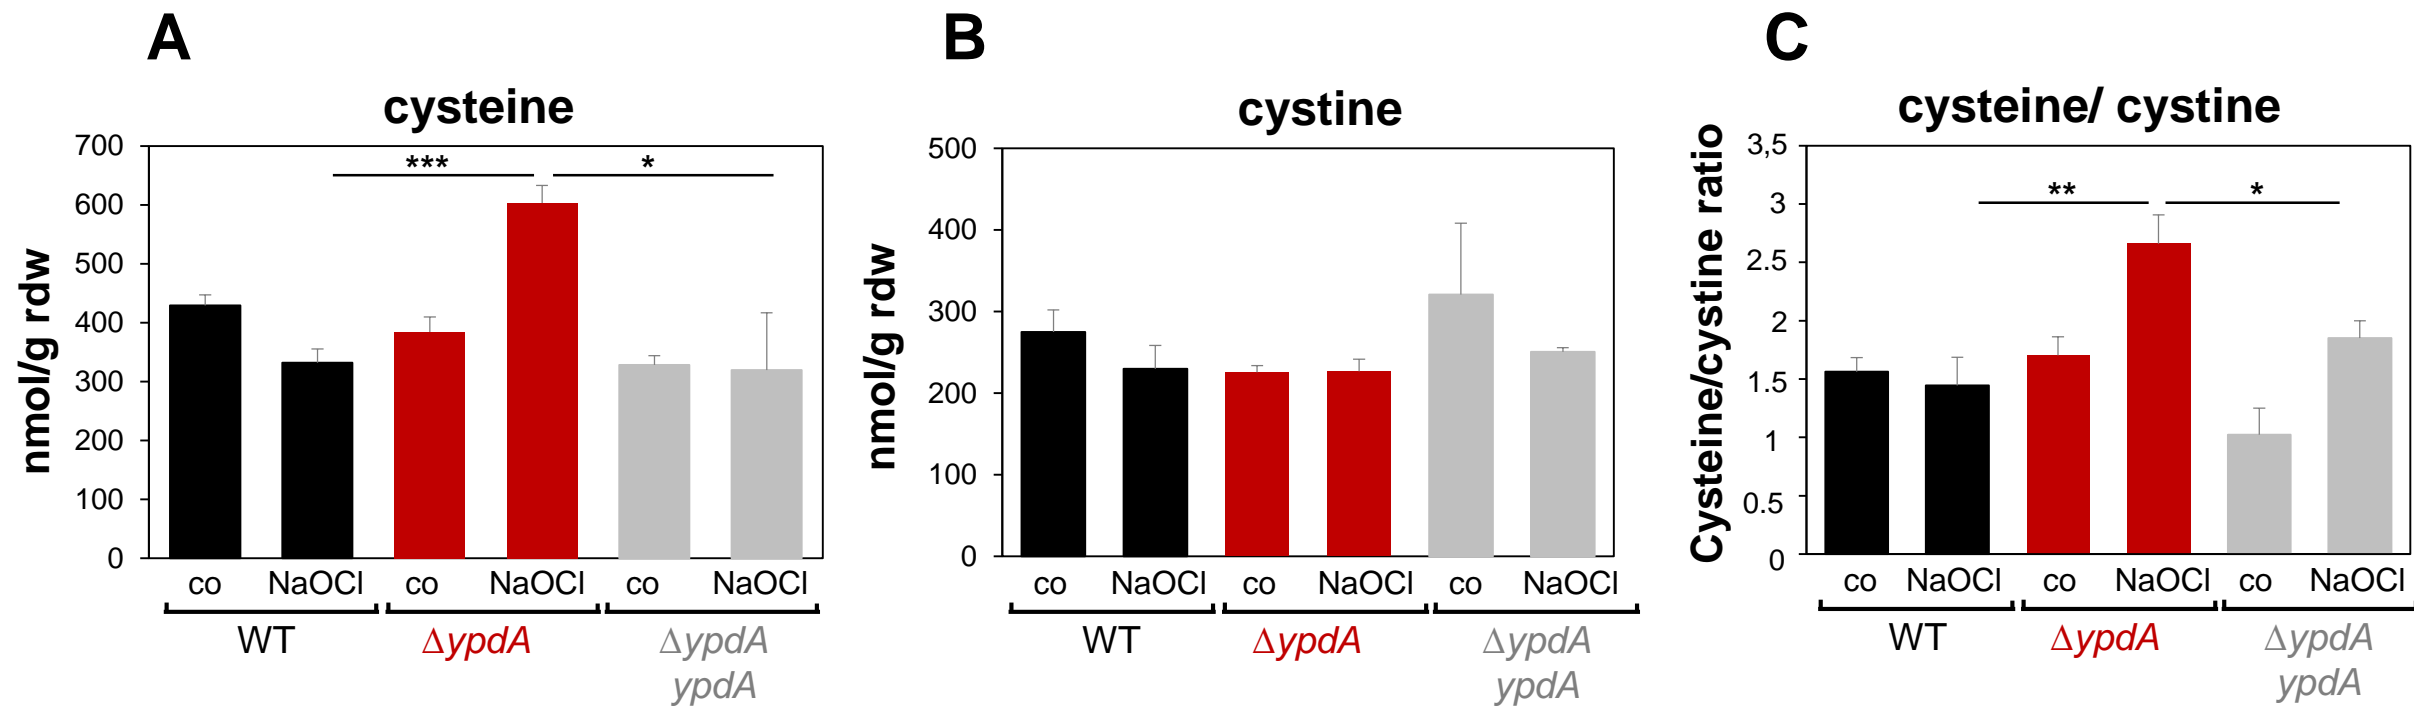 A
cysteine
nmol/g rdw
700
600
500
400
300
200
100
0
***
*
co NaOCl co NaOCl co NaOCl
WT ΔypdA ΔypdA
ypdA
B
cystine
nmol/g rdw
500
400
300
200
100
0
co NaOCl co NaOCl co NaOCl
WT ΔypdA ΔypdA
ypdA
C
cysteine/ cystine
Cysteine/cystine ratio
3,5
3
2.5
2
1.5
1
0.5
0
**
*
co NaOCl co NaOCl co NaOCl
WT ΔypdA ΔypdA
ypdA